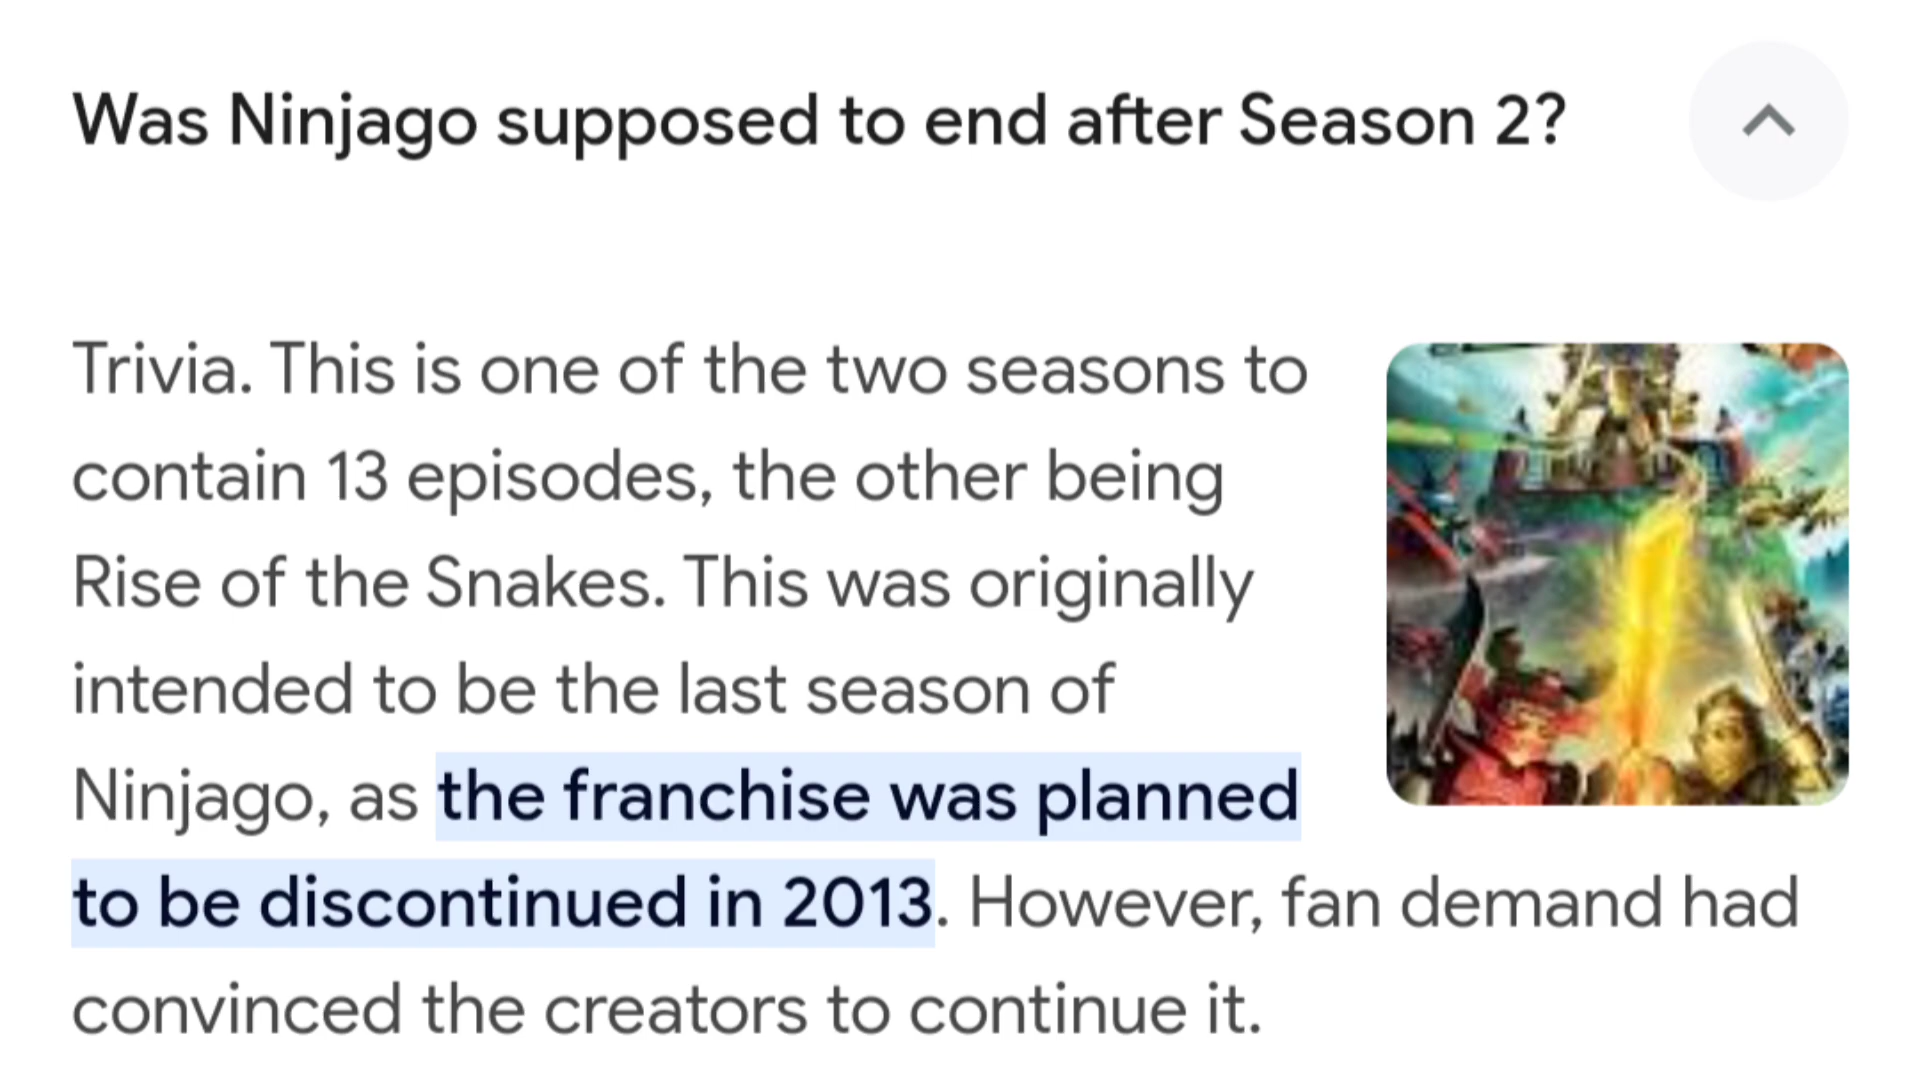 Was Ninjago supposed to end after Season 2?
Trivia. This is one of the two seasons to
contain 13 episodes, the other being
Rise of the Snakes. This was originally
intended to be the last season of
Ninjago, as the franchise was planned
to be discontinued in 2013. However, fan demand had
convinced the creators to continue it.